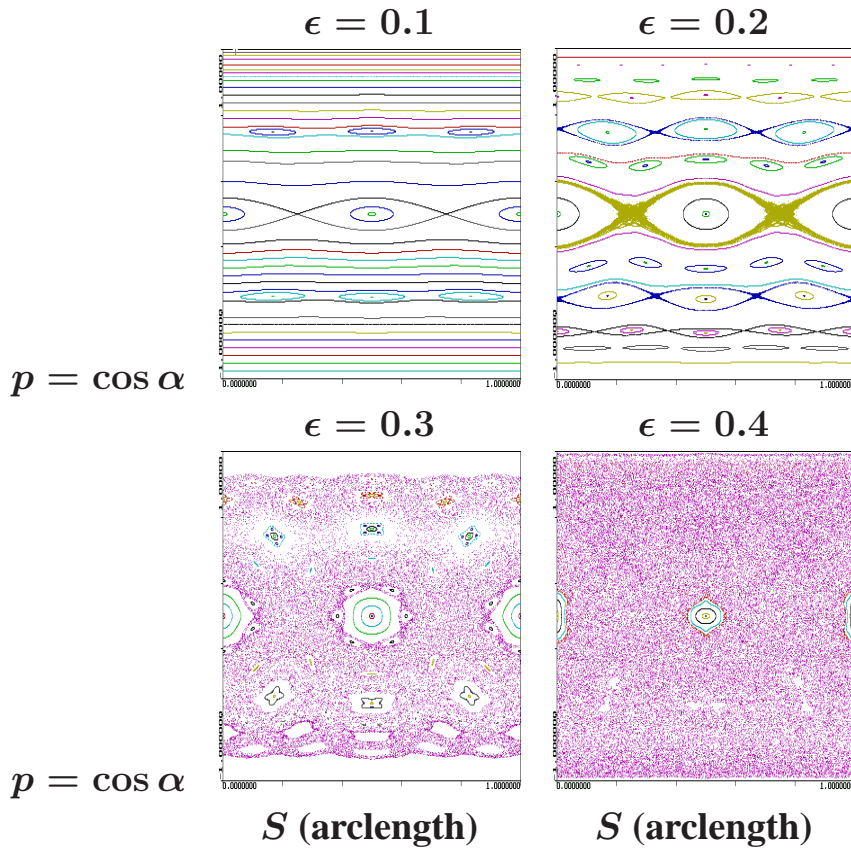 ϵ = 0.1
ϵ = 0.2
0.0000000 1.0000000
0.0000000 1.0000000
p = cos α
ϵ = 0.3
ϵ = 0.4
0.0000000 1.0000000
0.0000000 1.0000000
p = cos α
S (arclength)
S (arclength)